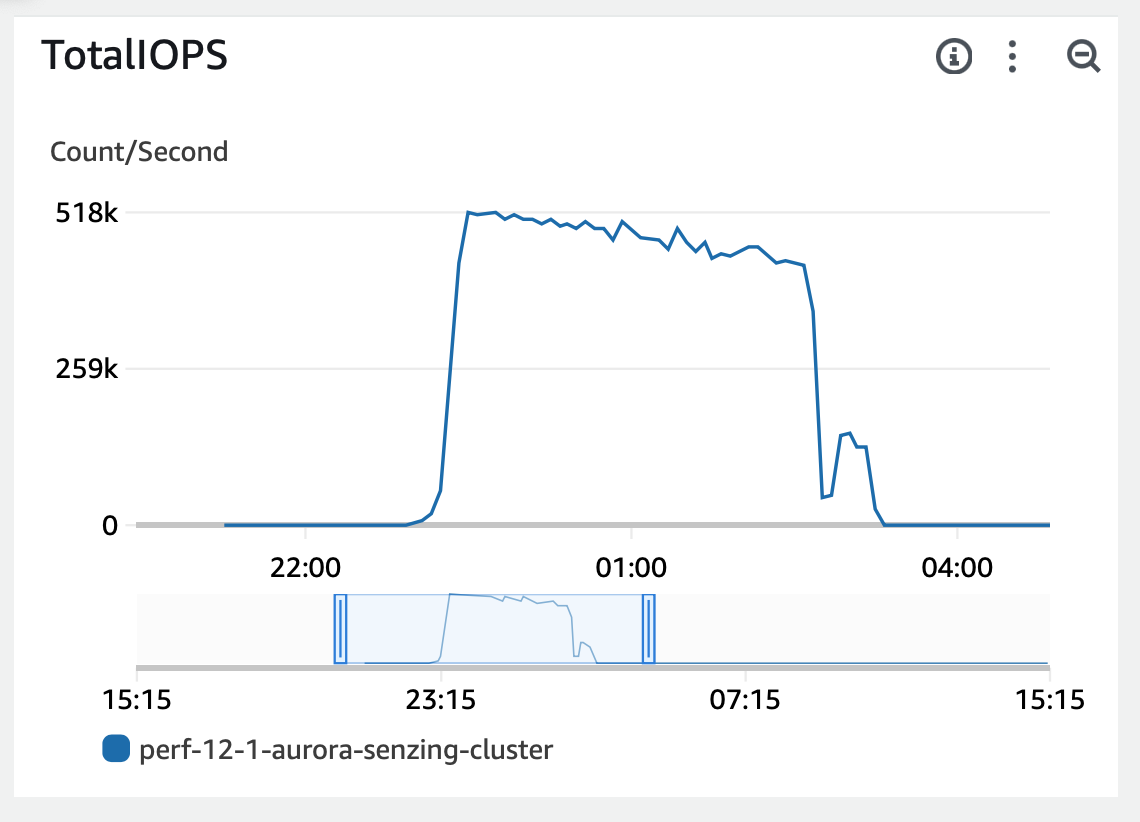 TotalIOPS
Count/Second
518k
259k
0
22:00 01:00 04:00
15:15 23:15 07:15 15:15
perf-12-1-aurora-senzing-cluster